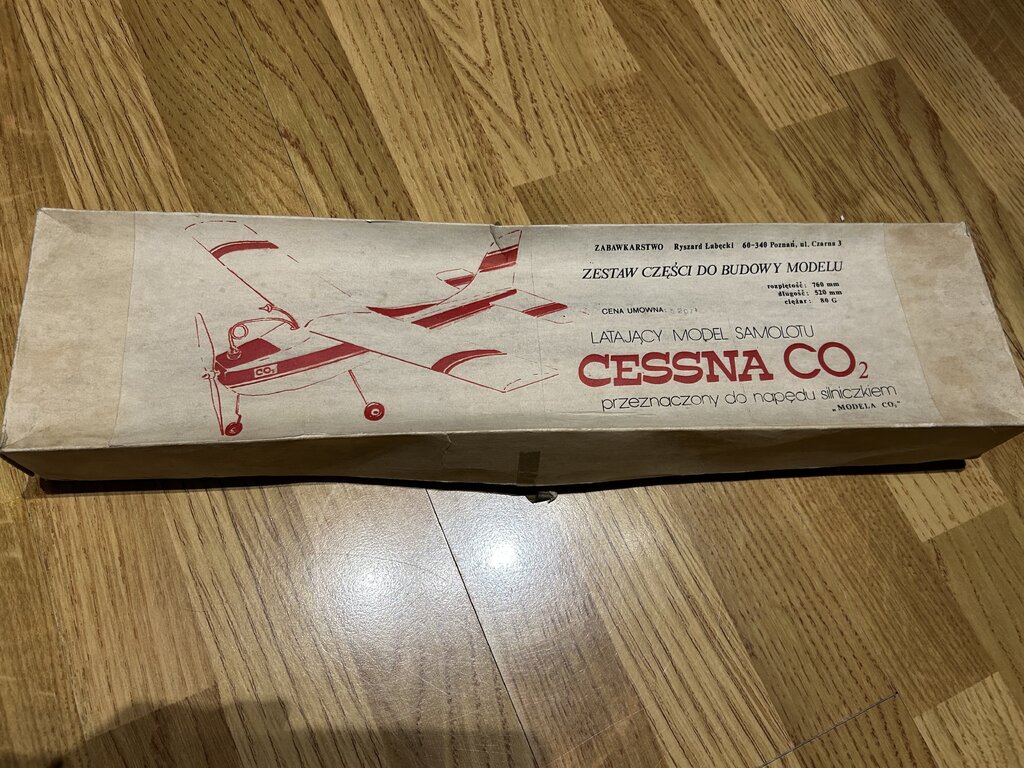 ZABAWKARSTWO Ryszard Łabęcki 60-340 Poznań, ul. Czarna 3
ZESTAW CZĘŚCI DO BUDOWY MODELU
rozpiętość: 760 mm
długość: 520 mm
ciężar: 80 G
CENA UMOWNA:
LATAJĄCY MODEL SAMOLOTU
CESSNA CO₂
przeznaczony do napędu silniczkiem
„MODELA CO₂"
CO₂